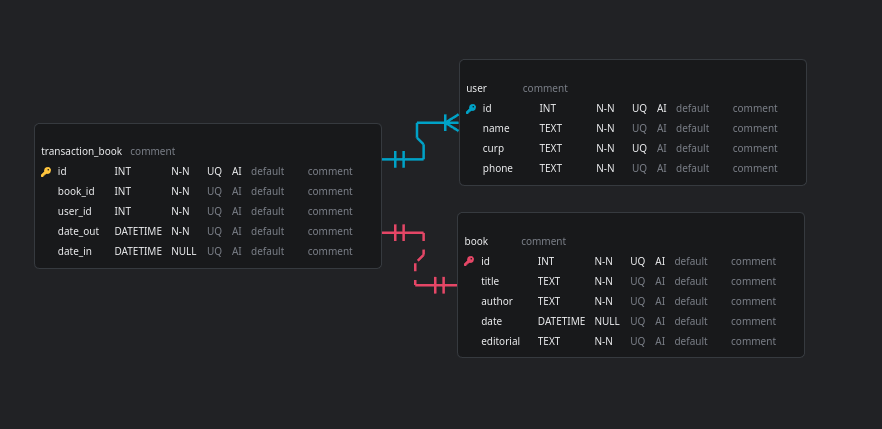 transaction_book comment
id INT N-N UQ AI default comment
book_id INT N-N UQ AI default comment
user_id INT N-N UQ AI default comment
date_out DATETIME N-N UQ AI default comment
date_in DATETIME NULL UQ AI default comment
user comment
id INT N-N UQ AI default comment
name TEXT N-N UQ AI default comment
curp TEXT N-N UQ AI default comment
phone TEXT N-N UQ AI default comment
book comment
id INT N-N UQ AI default comment
title TEXT N-N UQ AI default comment
author TEXT N-N UQ AI default comment
date DATETIME NULL UQ AI default comment
editorial TEXT N-N UQ AI default comment